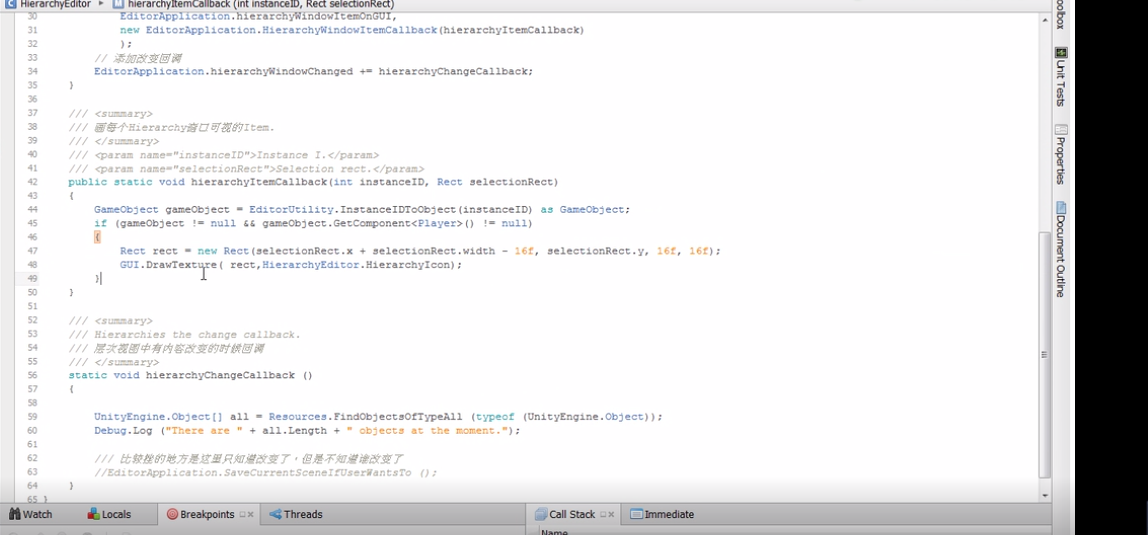 HierarchyEditor ▸ hierarchyItemCallback (int instanceID, Rect selectionRect)
30 EditorApplication.hierarchyWindowItemOnGUI,
31 new EditorApplication.HierarchyWindowItemCallback(hierarchyItemCallback)
32 );
33 // 添加改变回调
34 EditorApplication.hierarchyWindowChanged += hierarchyChangeCallback;
35 }
36
37 /// <summary>
38 /// 画每个Hierarchy窗口可视的Item.
39 /// </summary>
40 /// <param name="instanceID">Instance I.</param>
41 /// <param name="selectionRect">Selection rect.</param>
42 public static void hierarchyItemCallback(int instanceID, Rect selectionRect)
43 {
44 GameObject gameObject = EditorUtility.InstanceIDToObject(instanceID) as GameObject;
45 if (gameObject != null && gameObject.GetComponent<Player>() != null)
46 {
47 Rect rect = new Rect(selectionRect.x + selectionRect.width - 16f, selectionRect.y, 16f, 16f);
48 GUI.DrawTexture( rect,HierarchyEditor.HierarchyIcon);
49 }
50 }
51
52 /// <summary>
53 /// Hierarchies the change callback.
54 /// 层次视图中有内容改变的时候回调
55 /// </summary>
56 static void hierarchyChangeCallback ()
57 {
58
59 UnityEngine.Object[] all = Resources.FindObjectsOfTypeAll (typeof (UnityEngine.Object));
60 Debug.Log ("There are " + all.Length + " objects at the moment.");
61
62 /// 比较挫的地方是这里只知道改变了，但是不知道谁改变了
63 //EditorApplication.SaveCurrentSceneIfUserWantsTo ();
64 }
65 }
Unit Tests
Properties
Document Outline
Watch Locals Breakpoints Threads
Call Stack Immediate
Name